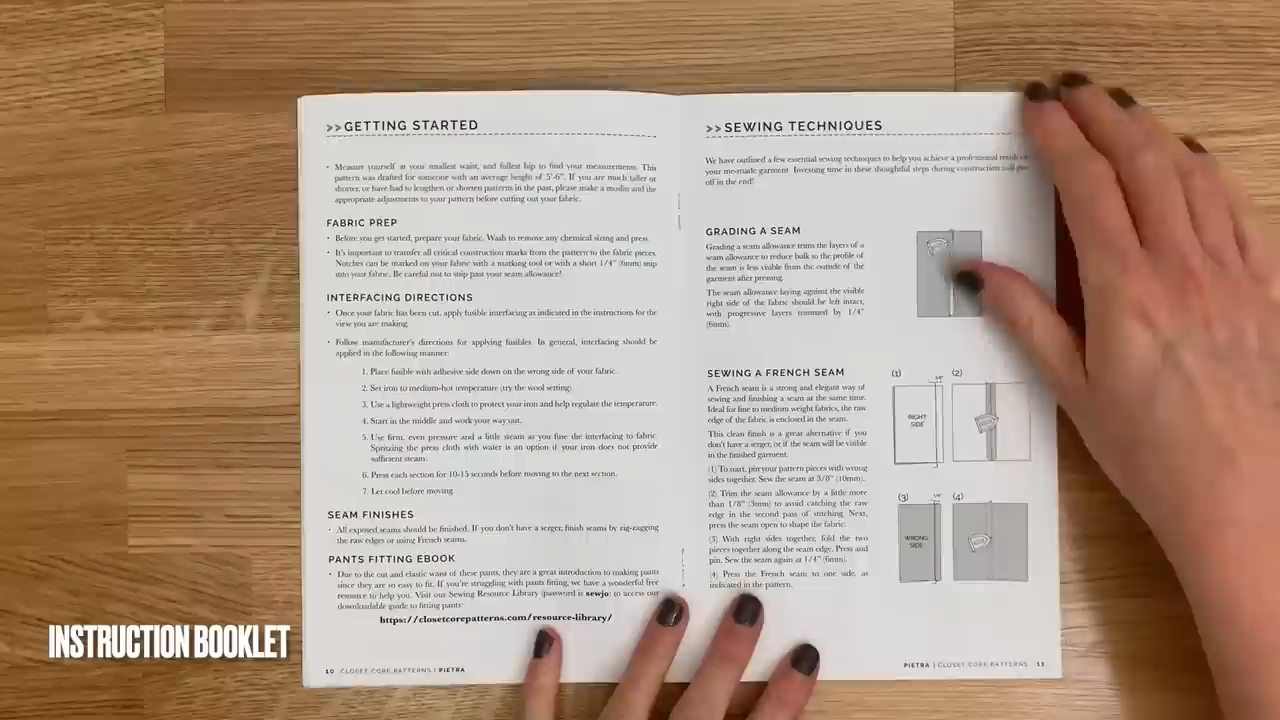 >> GETTING STARTED
• Measure yourself at your smallest waist, and fullest hip to find your measurements. This
pattern was drafted for someone with an average height of 5'-6". If you are much taller or
shorter, or have had to lengthen or shorten patterns in the past, please make a muslin and the
appropriate adjustments to your pattern before cutting out your fabric.
FABRIC PREP
• Before you get started, prepare your fabric. Wash to remove any chemical sizing and press.
• It's important to transfer all critical construction marks from the pattern to the fabric pieces.
Notches can be marked on your fabric with a marking tool or with a short 1/4" (6mm) snip
into your fabric. Be careful not to snip past your seam allowance!
INTERFACING DIRECTIONS
• Once your fabric has been cut, apply fusible interfacing as indicated in the instructions for the
view you are making.
• Follow manufacturer's directions for applying fusibles. In general, interfacing should be
applied in the following manner:
1. Place fusible with adhesive side down on the wrong side of your fabric.
2. Set iron to medium-hot temperature (try the wool setting).
3. Use a lightweight press cloth to protect your iron and help regulate the temperature.
4. Start in the middle and work your way out.
5. Use firm, even pressure and a little steam as you fuse the interfacing to fabric.
Spritzing the press cloth with water is an option if your iron does not provide
sufficient steam.
6. Press each section for 10-15 seconds before moving to the next section.
7. Let cool before moving.
SEAM FINISHES
• All exposed seams should be finished. If you don't have a serger, finish seams by zig-zagging
the raw edges or using French seams.
PANTS FITTING EBOOK
• Due to the cut and elastic waist of these pants, they are a great introduction to making pants
since they are so easy to fit. If you're struggling with pants fitting, we have a wonderful free
resource to help you. Visit our Sewing Resource Library (password is sewjo) to access our
downloadable guide to fitting pants:
https://closetcorepatterns.com/resource-library/
10 CLOSET CORE PATTERNS | PIETRA
>> SEWING TECHNIQUES
We have outlined a few essential sewing techniques to help you achieve a professional result on
your me-made garment. Investing time in these thoughtful steps during construction will pay
off in the end!
GRADING A SEAM
Grading a seam allowance trims the layers of a
seam allowance to reduce bulk so the profile of
the seam is less visible from the outside of the
garment after pressing.
The seam allowance laying against the visible
right side of the fabric should be left intact,
with progressive layers trimmed by 1/4"
(6mm).
SEWING A FRENCH SEAM
A French seam is a strong and elegant way of
sewing and finishing a seam at the same time.
Ideal for fine to medium weight fabrics, the raw
edge of the fabric is enclosed in the seam.
This clean finish is a great alternative if you
don't have a serger, or if the seam will be visible
in the finished garment.
(1) To start, pin your pattern pieces with wrong
sides together. Sew the seam at 3/8" (10mm).
(2) Trim the seam allowance by a little more
than 1/8" (3mm) to avoid catching the raw
edge in the second pass of stitching. Next,
press the seam open to shape the fabric.
(3) With right sides together, fold the two
pieces together along the seam edge. Press and
pin. Sew the seam again at 1/4" (6mm).
(4) Press the French seam to one side, as
indicated in the pattern.
(1) (2)
3/8"
RIGHT
SIDE
(3) (4)
1/4"
WRONG
SIDE
PIETRA | CLOSET CORE PATTERNS 11
INSTRUCTION BOOKLET